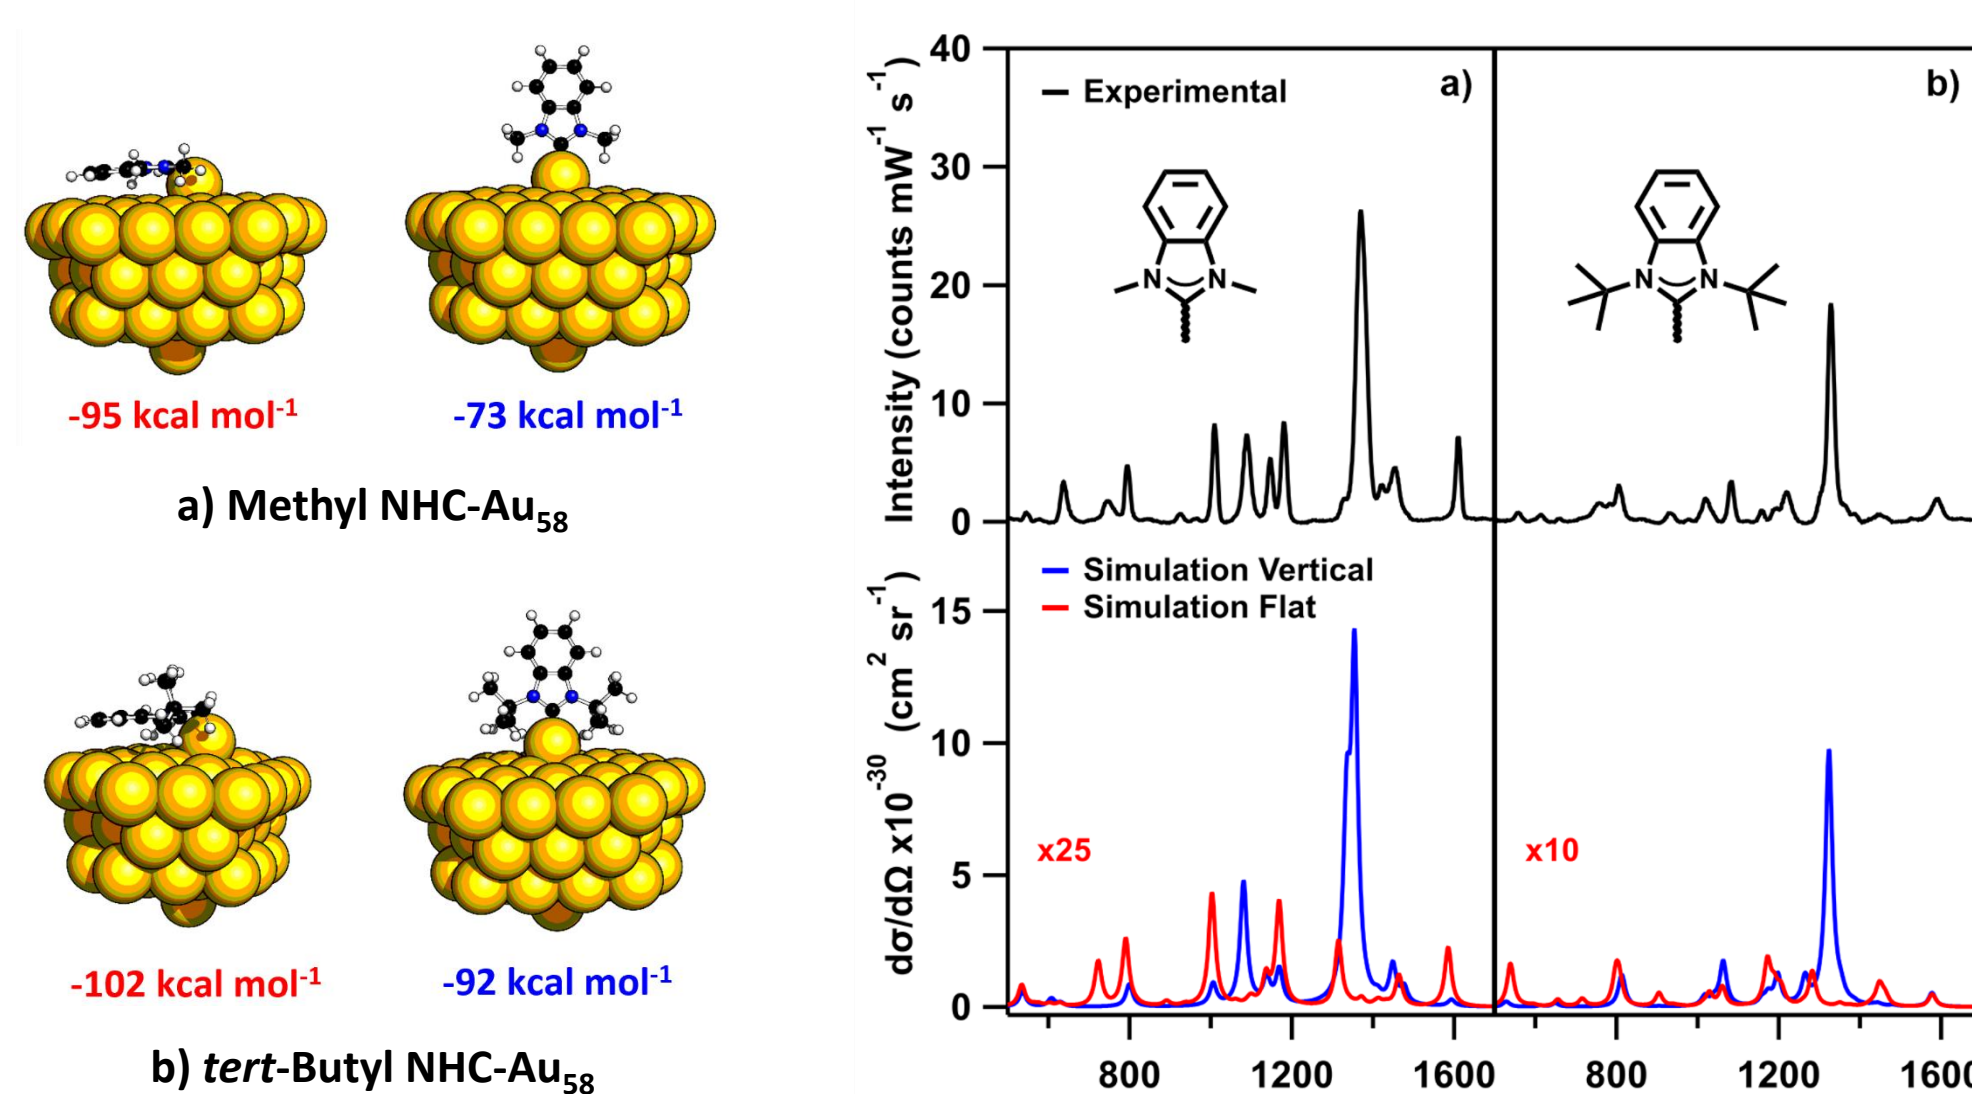 -95 kcal mol⁻¹
-73 kcal mol⁻¹
a) Methyl NHC-Au₅₈
-102 kcal mol⁻¹
-92 kcal mol⁻¹
b) tert-Butyl NHC-Au₅₈
Intensity (counts mW⁻¹ s⁻¹)
40
30
20
10
0
Experimental
a)
N N
b)
N N
dσ/dΩ x10⁻³⁰ (cm² sr⁻¹)
15
10
5
0
Simulation Vertical
Simulation Flat
x25
x10
800 1200 1600 800 1200 1600